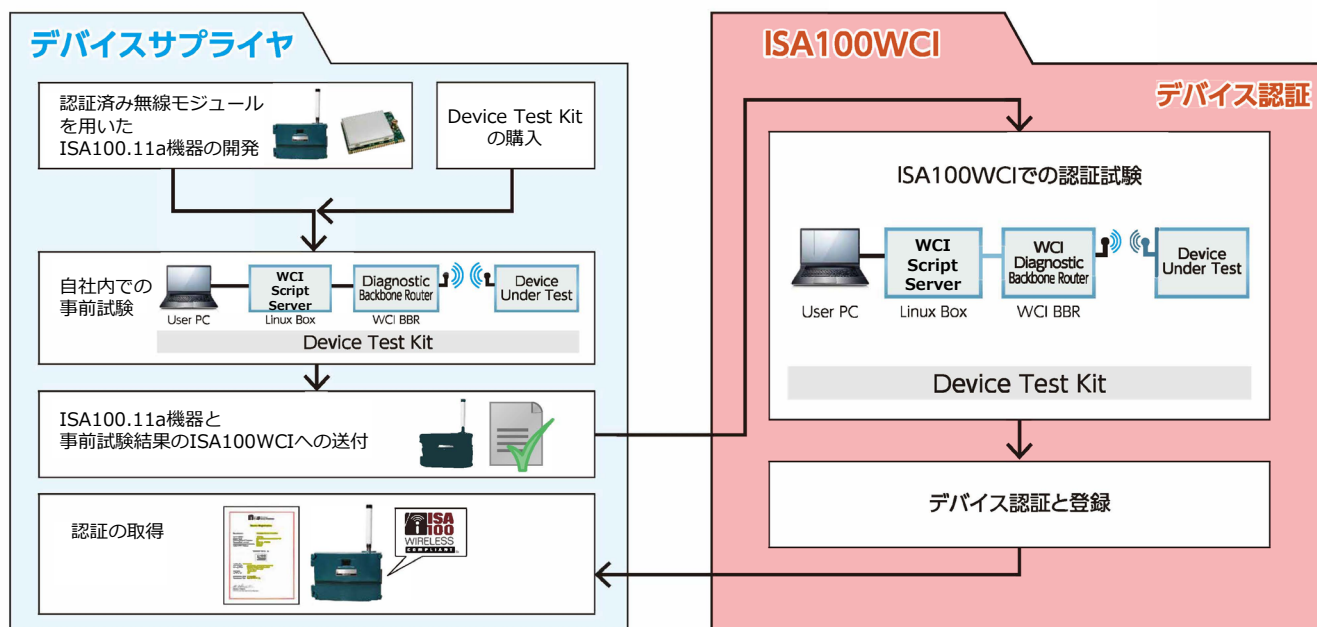 デバイスサプライヤ
認証済み無線モジュール
を用いた
ISA100.11a機器の開発
Device Test Kit
の購入
自社内での
事前試験
User PC
WCI
Script
Server
Linux Box
Diagnostic
Backbone Router
WCI BBR
Device
Under Test
Device Test Kit
ISA100.11a機器と
事前試験結果のISA100WCIへの送付
認証の取得
ISA
100
WIRELESS
COMPLIANT
ISA100WCI
デバイス認証
ISA100WCIでの認証試験
User PC
WCI
Script
Server
Linux Box
WCI
Diagnostic
Backbone Router
WCI BBR
Device
Under Test
Device Test Kit
デバイス認証と登録